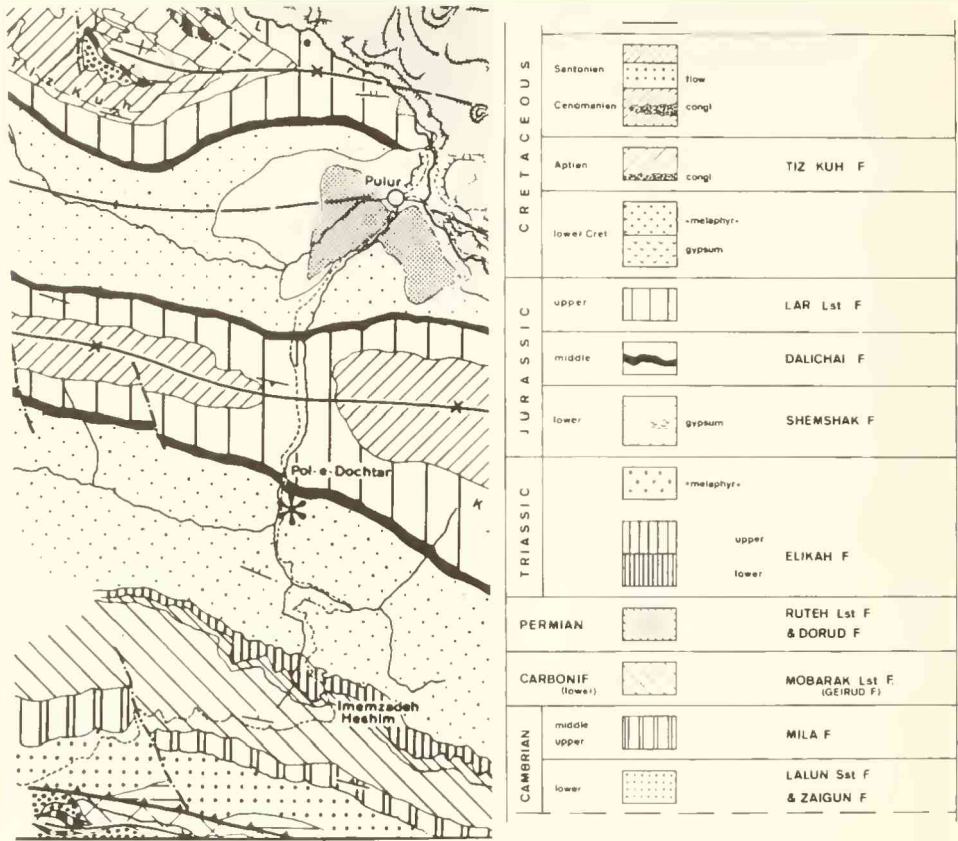 L
T i z K u h
Pulur
Pol-e-Dochtar
K
Imamzadeh
Hashim
CRETACEOUS
Santonien
flow
Cenomanien
congl
Aptien
congl
TIZ KUH F
lower Cret
«melaphyr»
gypsum
JURASSIC
upper
LAR Lst F
middle
DALICHAI F
lower
gypsum
SHEMSHAK F
TRIASSIC
«melaphyr»
upper
ELIKAH F
lower
PERMIAN
RUTEH Lst F
& DORUD F
CARBONIF
(lower)
MOBARAK Lst F.
(GEIRUD F)
CAMBRIAN
middle
upper
MILA F
lower
LALUN Sst F
& ZAIGUN F